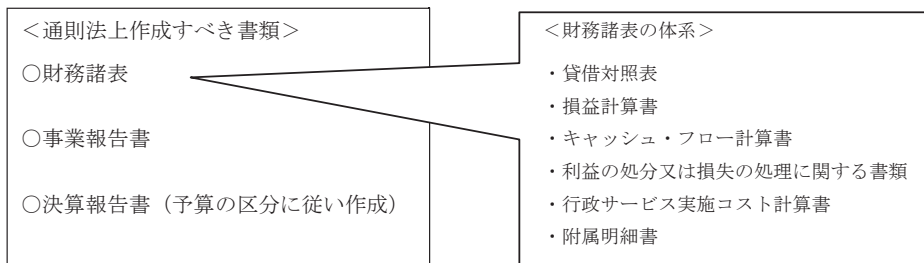 ＜通則法上作成すべき書類＞
○財務諸表
○事業報告書
○決算報告書（予算の区分に従い作成）
＜財務諸表の体系＞
・貸借対照表
・損益計算書
・キャッシュ・フロー計算書
・利益の処分又は損失の処理に関する書類
・行政サービス実施コスト計算書
・附属明細書